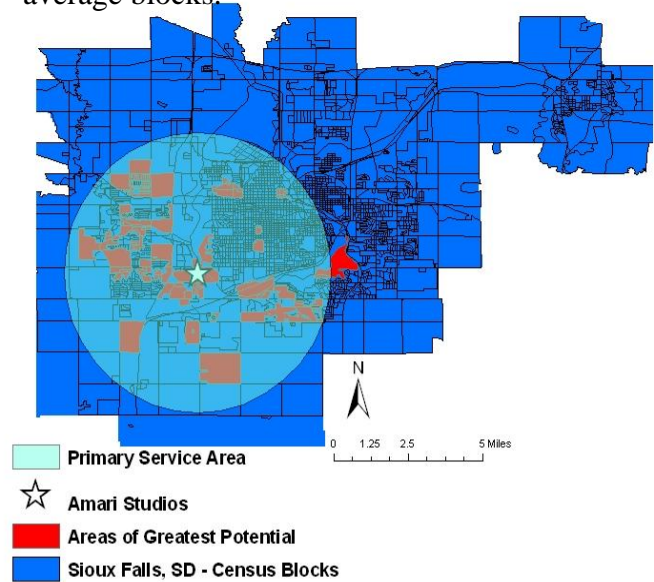 average blocks.
N
0 1.25 2.5 5 Miles
Primary Service Area
Amari Studios
Areas of Greatest Potential
Sioux Falls, SD - Census Blocks